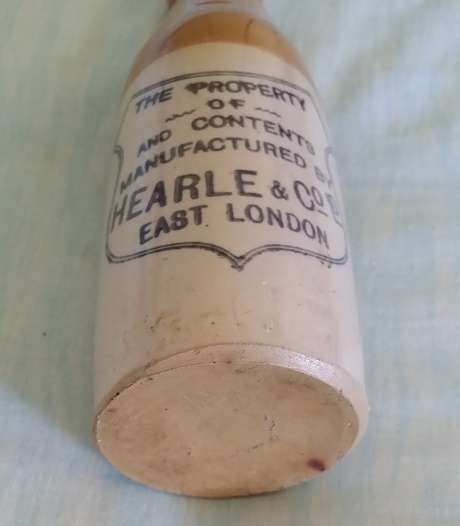 THE PROPERTY
OF
AND CONTENTS
MANUFACTURED BY
HEARLE & Co
EAST LONDON